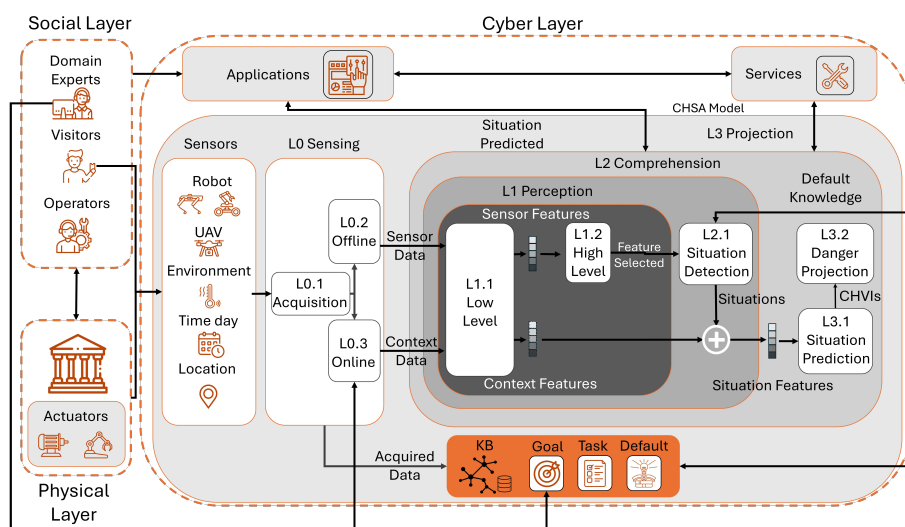 Social Layer
Cyber Layer
Domain
Experts
Visitors
Operators
Applications
Services
CHSA Model
Situation
Predicted
L3 Projection
Sensors
L0 Sensing
L2 Comprehension
L1 Perception
Default
Knowledge
Robot
UAV
Environment
Time day
Location
L0.1
Acquisition
L0.2
Offline
L0.3
Online
Sensor
Data
Context
Data
Sensor Features
L1.1
Low
Level
L1.2
High
Level
Feature
Selected
Context Features
L2.1
Situation
Detection
Situations
L3.2
Danger
Projection
CHVIs
L3.1
Situation
Prediction
Situation Features
Actuators
Physical
Layer
Acquired
Data
KB
Goal
Task
Default